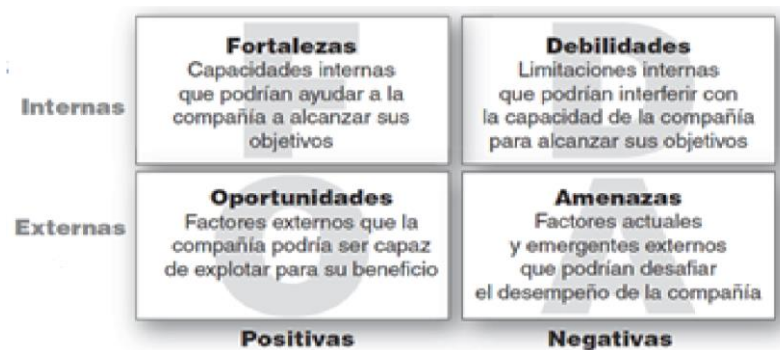 Fortalezas
Capacidades internas
que podrían ayudar a la
compañía a alcanzar sus
objetivos
Debilidades
Limitaciones internas
que podrían interferir con
la capacidad de la compañía
para alcanzar sus objetivos
Internas
Oportunidades
Factores externos que la
compañía podría ser capaz
de explotar para su beneficio
Amenazas
Factores actuales
y emergentes externos
que podrían desafiar
el desempeño de la compañía
Externas
Positivas
Negativas
F
D
O
A